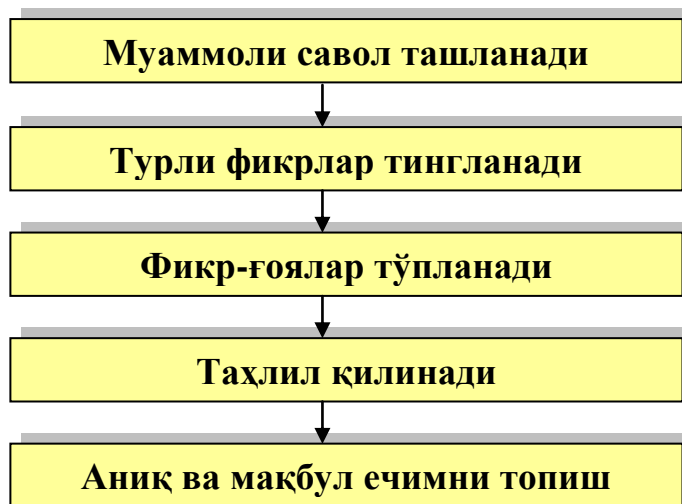 Муаммоли савол ташланади
Турли фикрлар тингланади
Фикр-ғоялар тўпланади
Таҳлил қилинади
Аниқ ва мақбул ечимни топиш